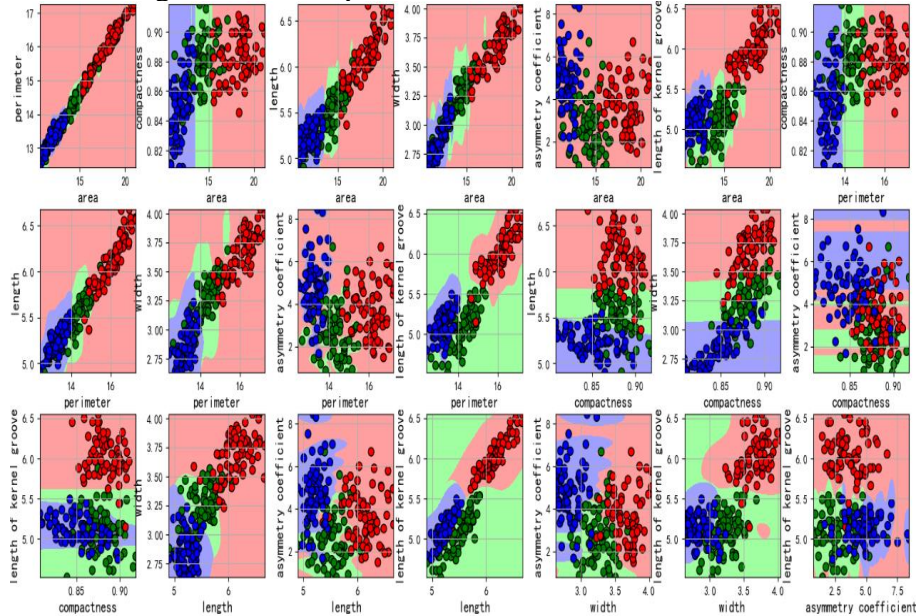 perimeter
17
16
15
14
13
15 20
area
compactness
0.90
0.88
0.86
0.84
0.82
15 20
area
length
6.5
6.0
5.5
5.0
15 20
area
width
4.00
3.75
3.50
3.25
3.00
2.75
15 20
area
asymmetry coefficient
8
6
4
2
15 20
area
length of kernel groove
6.5
6.0
5.5
5.0
15 20
area
compactness
0.90
0.88
0.86
0.84
0.82
14 16
perimeter
length
6.5
6.0
5.5
5.0
14 16
perimeter
width
4.00
3.75
3.50
3.25
3.00
2.75
14 16
perimeter
asymmetry coefficient
8
6
4
2
14 16
perimeter
length of kernel groove
6.5
6.0
5.5
5.0
14 16
perimeter
length
6.5
6.0
5.5
5.0
0.85 0.90
compactness
width
4.00
3.75
3.50
3.25
3.00
2.75
0.85 0.90
compactness
asymmetry coefficient
8
6
4
2
0.85 0.90
compactness
length of kernel groove
6.5
6.0
5.5
5.0
0.85 0.90
compactness
width
4.00
3.75
3.50
3.25
3.00
2.75
5 6
length
asymmetry coefficient
8
6
4
2
5 6
length
length of kernel groove
6.5
6.0
5.5
5.0
5 6
length
asymmetry coefficient
8
6
4
2
3.0 3.5 4.0
width
length of kernel groove
6.5
6.0
5.5
5.0
3.0 3.5 4.0
width
length of kernel groove
6.5
6.0
5.5
5.0
2.5 5.0 7.5
asymmetry coefficient